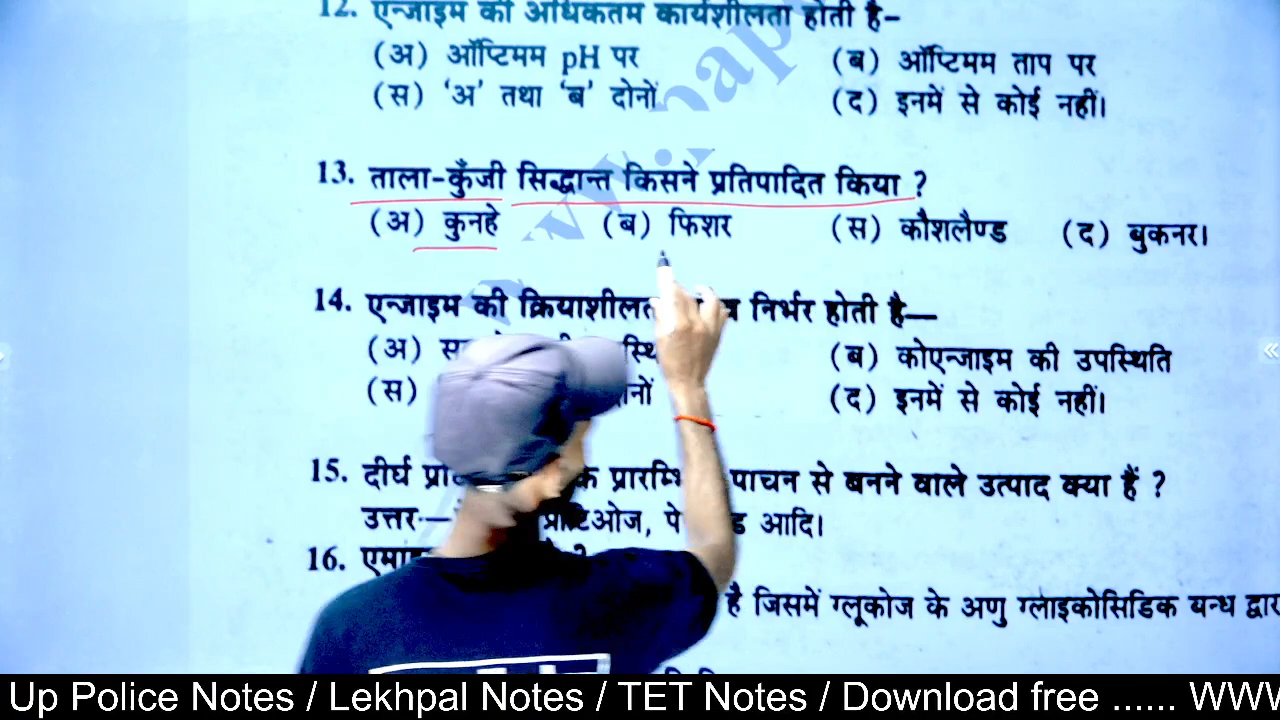 12. एन्जाइम की अधिकतम कार्यशीलता होती है–
(अ) ऑप्टिमम pH पर (ब) ऑप्टिमम ताप पर
(स) ‘अ’ तथा ‘ब’ दोनों (द) इनमें से कोई नहीं।
13. ताला-कुँजी सिद्धान्त किसने प्रतिपादित किया ?
(अ) कुनहे (ब) फिशर (स) कौशलैण्ड (द) बुकनर।
14. एन्जाइम की निर्भर होती है—
(अ) (ब) कोएन्जाइम की उपस्थिति
(स) (द) इनमें से कोई नहीं।
15. दीर्घ पाचन से बनने वाले उत्पाद क्या हैं ?
उत्तर— आदि।
16.
है जिसमें ग्लूकोज के अणु ग्लाइकोसिडिक बन्ध
Up Police Notes / Lekhpal Notes / TET Notes / Download free ......